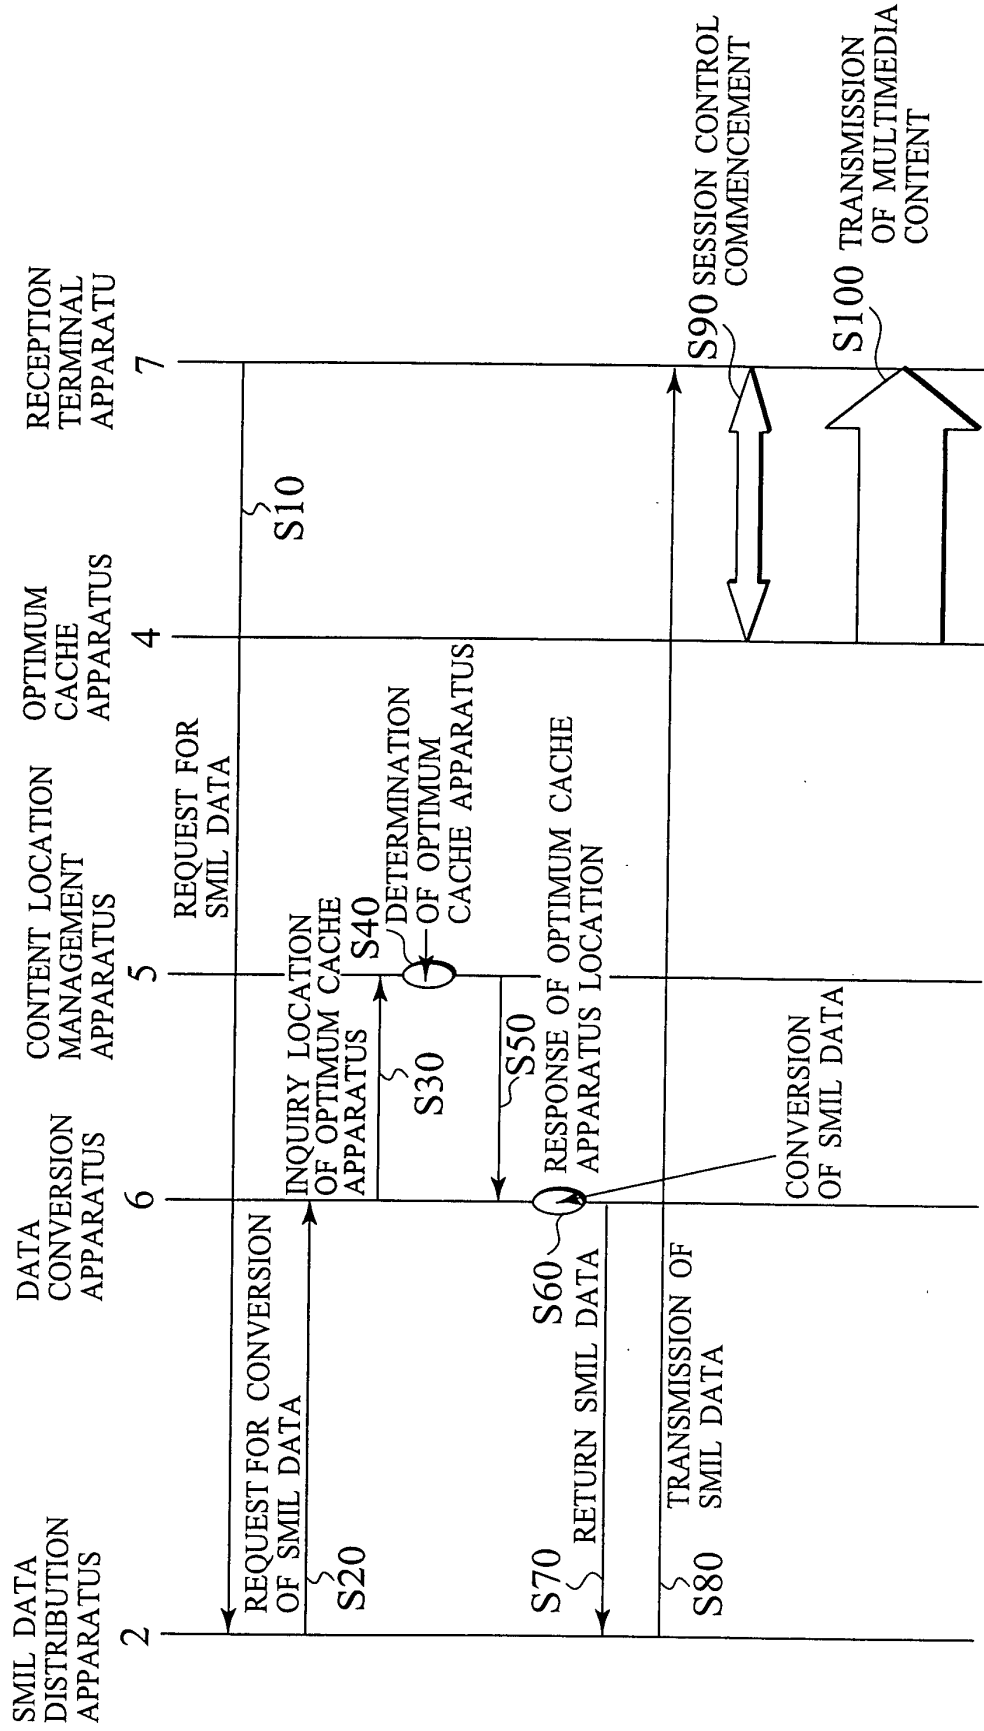 SMIL DATA
DISTRIBUTION
APPARATUS
2
DATA
CONVERSION
APPARATUS
6
CONTENT LOCATION
MANAGEMENT
APPARATUS
5
OPTIMUM
CACHE
APPARATUS
4
RECEPTION
TERMINAL
APPARATU
7
REQUEST FOR
SMIL DATA
S10
REQUEST FOR CONVERSION
OF SMIL DATA
S20
INQUIRY LOCATION
OF OPTIMUM CACHE
APPARATUS
S30
S40
DETERMINATION
OF OPTIMUM
CACHE APPARATUS
S50
RESPONSE OF OPTIMUM CACHE
APPARATUS LOCATION
S60
CONVERSION
OF SMIL DATA
S70
RETURN SMIL DATA
S80
TRANSMISSION OF
SMIL DATA
S90
SESSION CONTROL
COMMENCEMENT
S100
TRANSMISSION
OF MULTIMEDIA
CONTENT